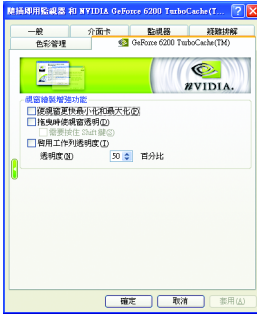 隨插即用監視器 和 NVIDIA GeForce 6200 TurboCache(T...
一般 介面卡 監視器 疑難排解
色彩管理 GeForce 6200 TurboCache(TM)
NVIDIA.
視窗繪製增強功能
使視窗更快最小化和最大化(F)
拖曳時使視窗透明(D)
需要按住 Shift 鍵(S)
啟用工作列透明度(T)
透明度(N) 50 百分比
確定 取消 套用(A)